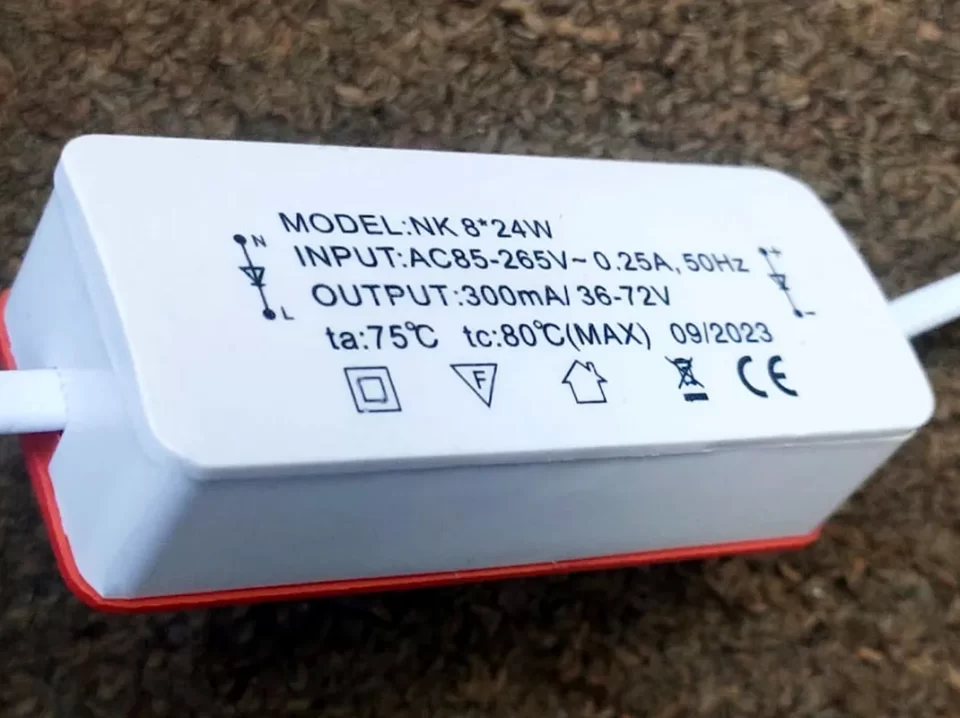 MODEL:NK 8*24W
N
INPUT:AC85-265V~ 0.25A, 50Hz
+
L
OUTPUT:300mA/ 36-72V
-
ta:75℃ tc:80℃(MAX) 09/2023
F
CE